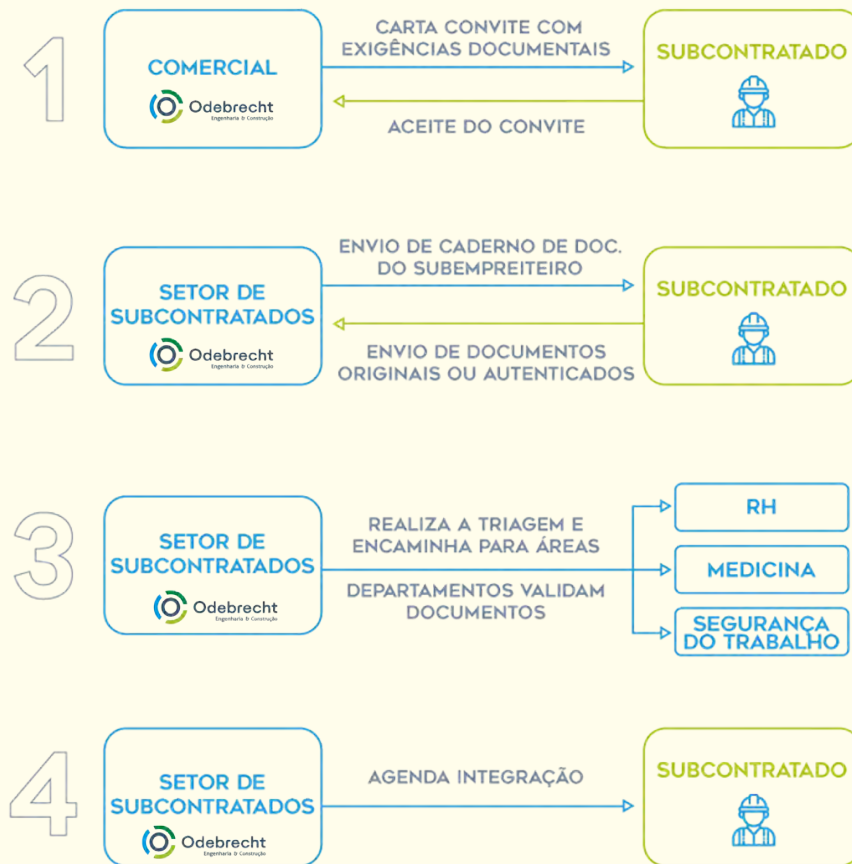 1
COMERCIAL
Odebrecht
Engenharia & Construção
CARTA CONVITE COM
EXIGÊNCIAS DOCUMENTAIS
ACEITE DO CONVITE
SUBCONTRATADO
2
SETOR DE
SUBCONTRATADOS
Odebrecht
Engenharia & Construção
ENVIO DE CADERNO DE DOC.
DO SUBEMPREITEIRO
ENVIO DE DOCUMENTOS
ORIGINAIS OU AUTENTICADOS
SUBCONTRATADO
3
SETOR DE
SUBCONTRATADOS
Odebrecht
Engenharia & Construção
REALIZA A TRIAGEM E
ENCAMINHA PARA ÁREAS
DEPARTAMENTOS VALIDAM
DOCUMENTOS
RH
MEDICINA
SEGURANÇA
DO TRABALHO
4
SETOR DE
SUBCONTRATADOS
Odebrecht
Engenharia & Construção
AGENDA INTEGRAÇÃO
SUBCONTRATADO